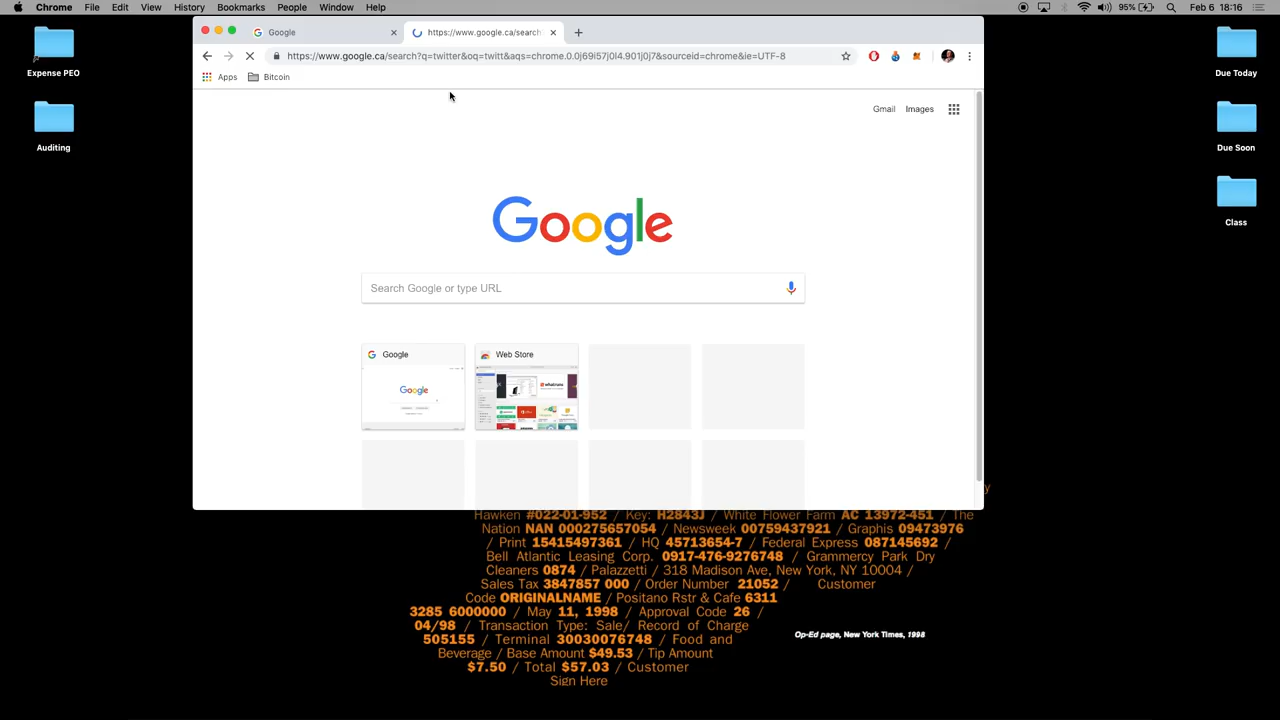 Chrome File Edit View History Bookmarks People Window Help 95% Feb 6 18:16
Google https://www.google.ca/search
https://www.google.ca/search?q=twitter&oq=twitt&aqs=chrome.0.0j69i57j0l4.901j0j7&sourceid=chrome&ie=UTF-8
Apps Bitcoin
Expense PEO
Auditing
Due Today
Due Soon
Class
Gmail Images
Google
Search Google or type URL
Google Web Store
Google
y
Hawken #022-01-952 / Key: H2843J / White Flower Farm AC 13972-451 / The
Nation NAN 000275657054 / Newsweek 00759437921 / Graphis 09473976
/ Print 15415497361 / HQ 45713654-7 / Federal Express 087145692 /
Bell Atlantic Leasing Corp. 0917-476-9276748 / Grammercy Park Dry
Cleaners 0874 / Palazzetti / 318 Madison Ave, New York, NY 10004 /
Sales Tax 3847857 000 / Order Number 21052 / Customer
Code ORIGINALNAME / Positano Rstr & Cafe 6311
3285 6000000 / May 11, 1998 / Approval Code 26 /
04/98 / Transaction Type: Sale/ Record of Charge
505155 / Terminal 30030076748 / Food and
Beverage / Base Amount $49.53 / Tip Amount
$7.50 / Total $57.03 / Customer
Sign Here
Op-Ed page, New York Times, 1998